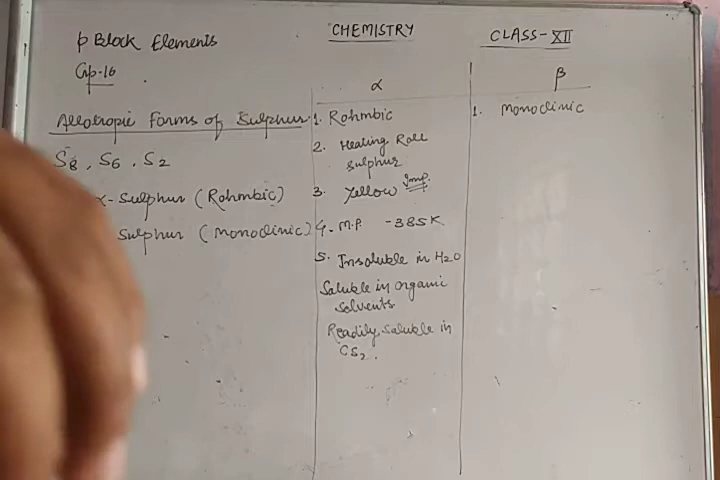 CHEMISTRY
CLASS-XII
p Block Elements
Gp-16
Allotropic Forms of Sulphur
S8, S6, S2
α-Sulphur (Rohmbic)
Sulphur (Monoclinic)
α
1. Rohmbic
2. Heating Roll
Sulphur
3. Yellow Imp.
4. M.P. -385K
5. Insoluble in H2O
Soluble in Organic
Solvents
Readily soluble in
CS2.
β
1. Monoclinic